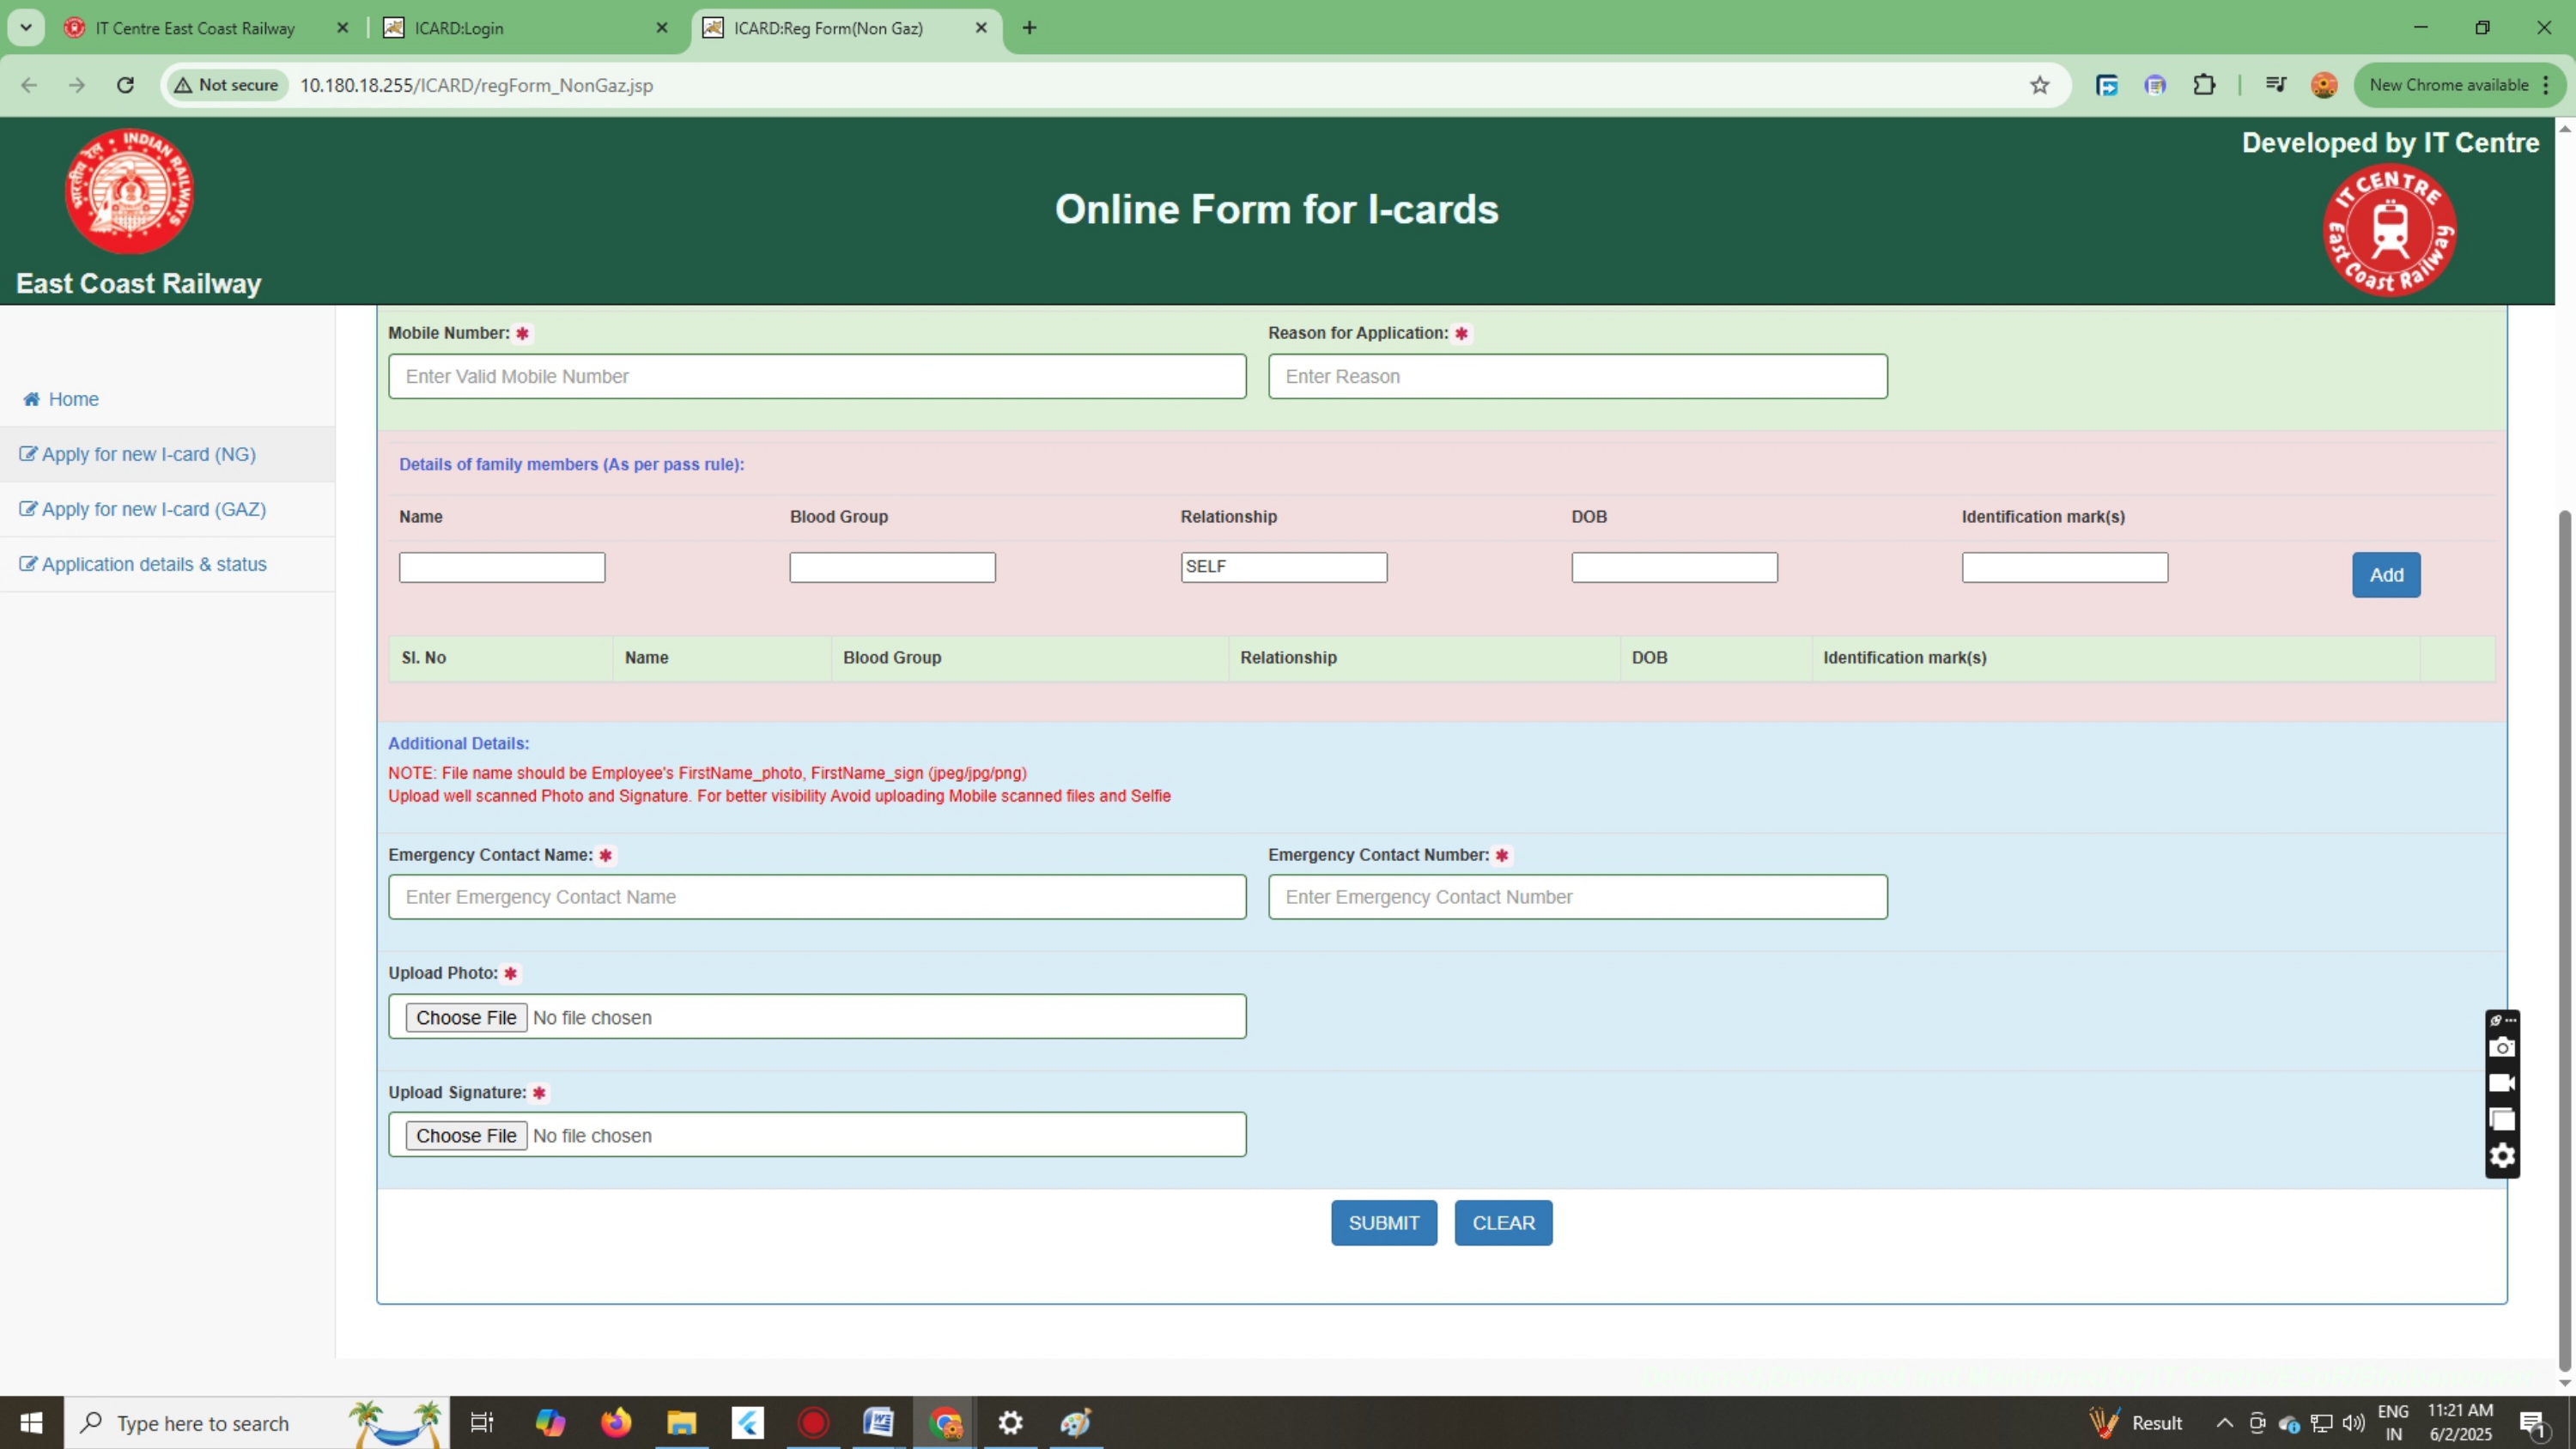 IT Centre East Coast Railway
ICARD:Login
ICARD:Reg Form(Non Gaz)
Not secure
10.180.18.255/ICARD/regForm_NonGaz.jsp
New Chrome available
भारतीय रेल • INDIAN RAILWAYS
East Coast Railway
Online Form for I-cards
Developed by IT Centre
IT CENTRE
East Coast Railway
Home
Apply for new I-card (NG)
Apply for new I-card (GAZ)
Application details & status
Mobile Number: ✱ Reason for Application: ✱
Enter Valid Mobile Number Enter Reason
Details of family members (As per pass rule):
Name Blood Group Relationship DOB Identification mark(s)
SELF Add
Sl. No Name Blood Group Relationship DOB Identification mark(s)
Additional Details:
NOTE: File name should be Employee's FirstName_photo, FirstName_sign (jpeg/jpg/png)
Upload well scanned Photo and Signature. For better visibility Avoid uploading Mobile scanned files and Selfie
Emergency Contact Name: ✱ Emergency Contact Number: ✱
Enter Emergency Contact Name Enter Emergency Contact Number
Upload Photo: ✱
Choose File No file chosen
Upload Signature: ✱
Choose File No file chosen
SUBMIT CLEAR
Type here to search
Result
ENG
IN
11:21 AM
6/2/2025
1